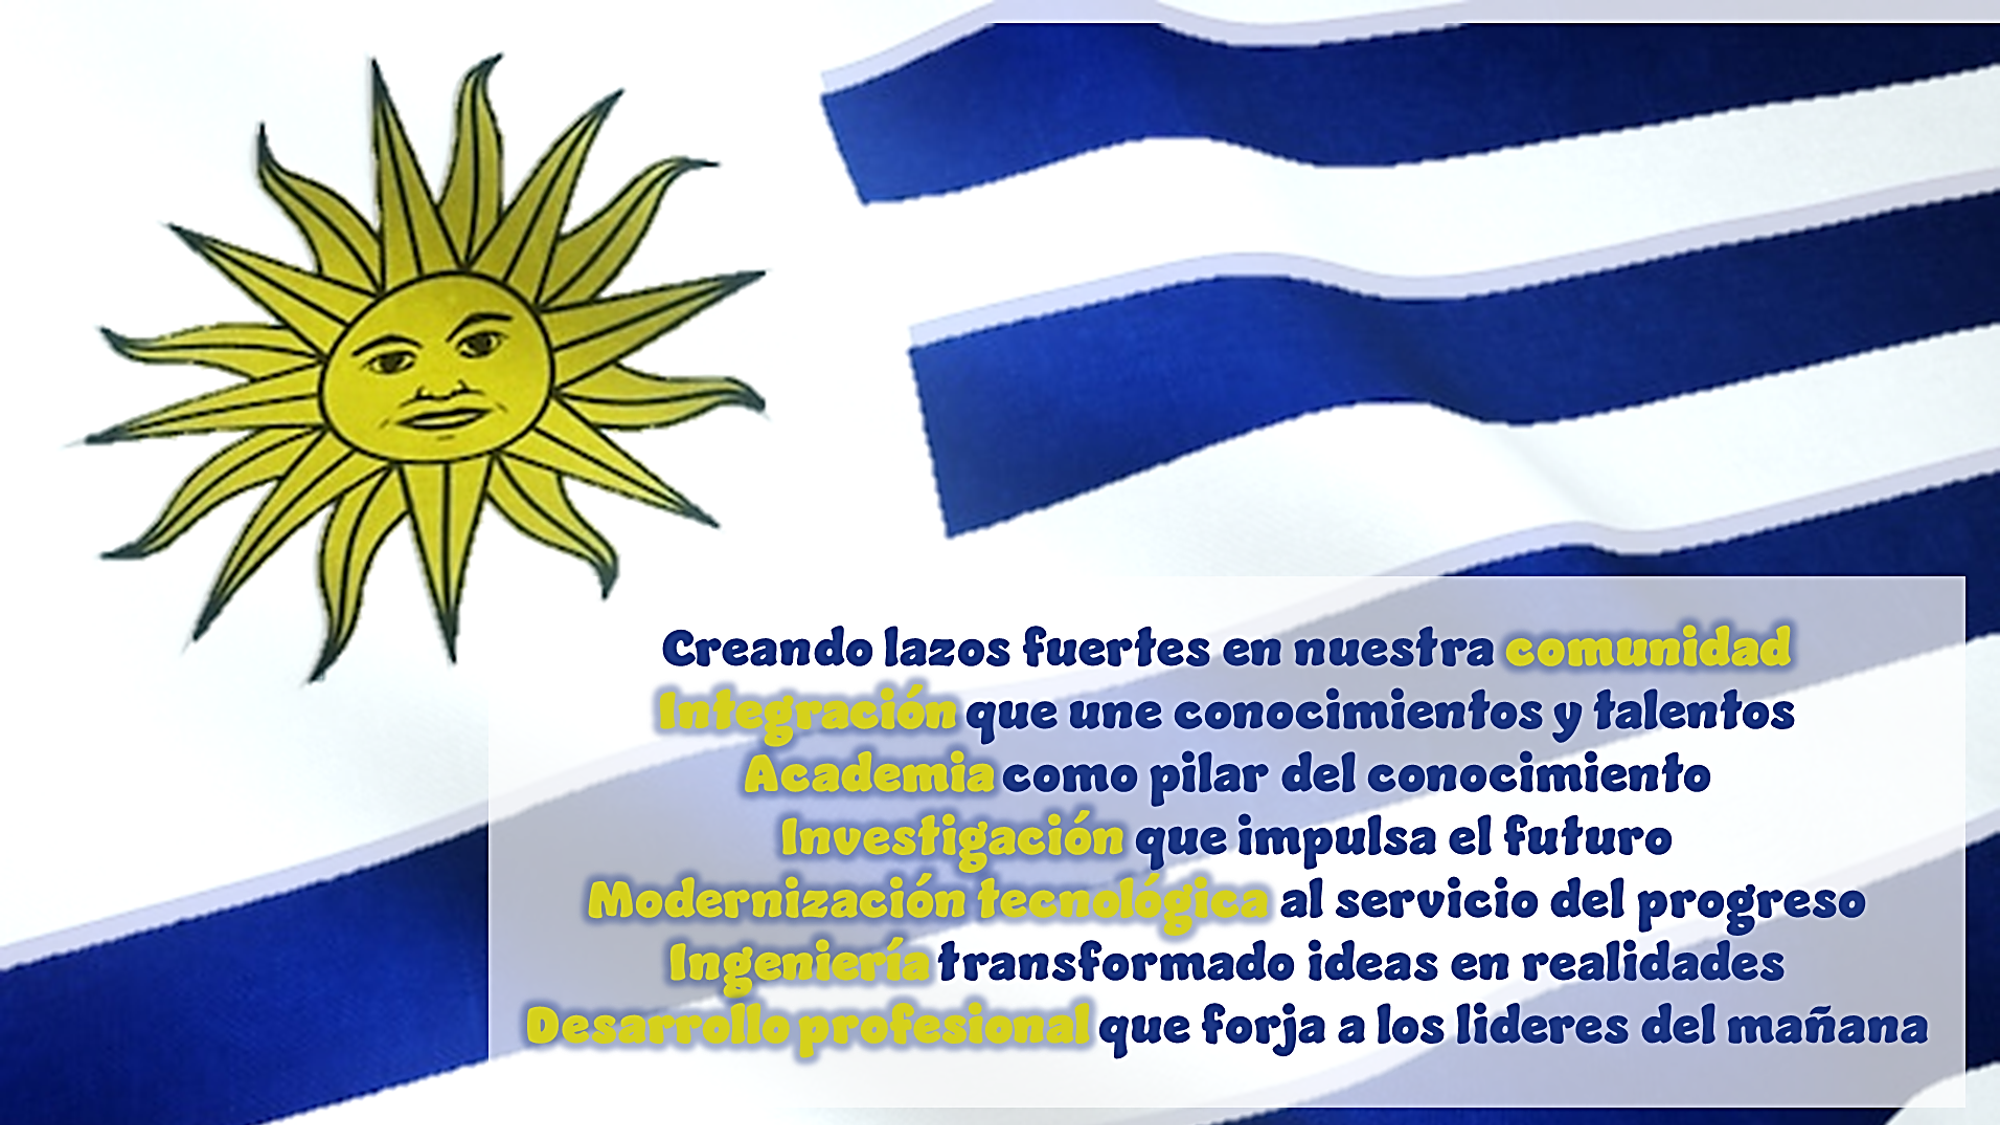 Creando lazos fuertes en nuestra comunidad
Integración que une conocimientos y talentos
Academia como pilar del conocimiento
Investigación que impulsa el futuro
Modernización tecnológica al servicio del progreso
Ingeniería transformado ideas en realidades
Desarrollo profesional que forja a los lideres del mañana